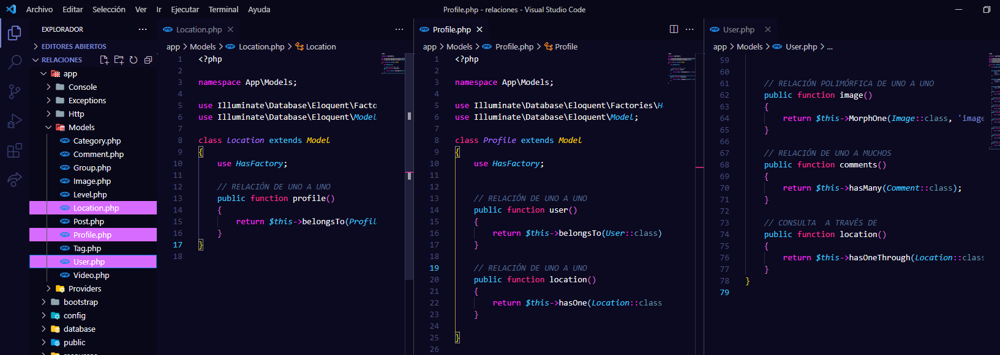 Archivo Editar Selección Ver Ir Ejecutar Terminal Ayuda
Profile.php - relaciones - Visual Studio Code
EXPLORADOR
EDITORES ABIERTOS
RELACIONES
app
Console
Exceptions
Http
Models
Category.php
Comment.php
Group.php
Image.php
Level.php
Location.php
Post.php
Profile.php
Tag.php
User.php
Video.php
Providers
bootstrap
config
database
public
Location.php
app > Models > Location.php > Location
1 <?php
2
3 namespace App\Models;
4
5 use Illuminate\Database\Eloquent\Facto
6 use Illuminate\Database\Eloquent\Model
7
8 class Location extends Model
9 {
10 use HasFactory;
11
12 // RELACIÓN DE UNO A UNO
13 public function profile()
14 {
15 return $this->belongsTo(Profil
16 }
17 }
18
Profile.php
app > Models > Profile.php > Profile
1 <?php
2
3 namespace App\Models;
4
5 use Illuminate\Database\Eloquent\Factories\H
6 use Illuminate\Database\Eloquent\Model;
7
8 class Profile extends Model
9 {
10 use HasFactory;
11
12
13 // RELACIÓN DE UNO A UNO
14 public function user()
15 {
16 return $this->belongsTo(User::class)
17 }
18
19 // RELACIÓN DE UNO A UNO
20 public function location()
21 {
22 return $this->hasOne(Location::class
23 }
24
25 }
26
User.php
app > Models > User.php > ...
59
60
61 // RELACIÓN POLIMÓRFICA DE UNO A UNO
62 public function image()
63 {
64 return $this->MorphOne(Image::class, 'image
65 }
66
67 // RELACIÓN DE UNO A MUCHOS
68 public function comments()
69 {
70 return $this->hasMany(Comment::class);
71 }
72
73 // CONSULTA  A TRAVÉS DE
74 public function location()
75 {
76 return $this->hasOneThrough(Location::class
77 }
78 }
79